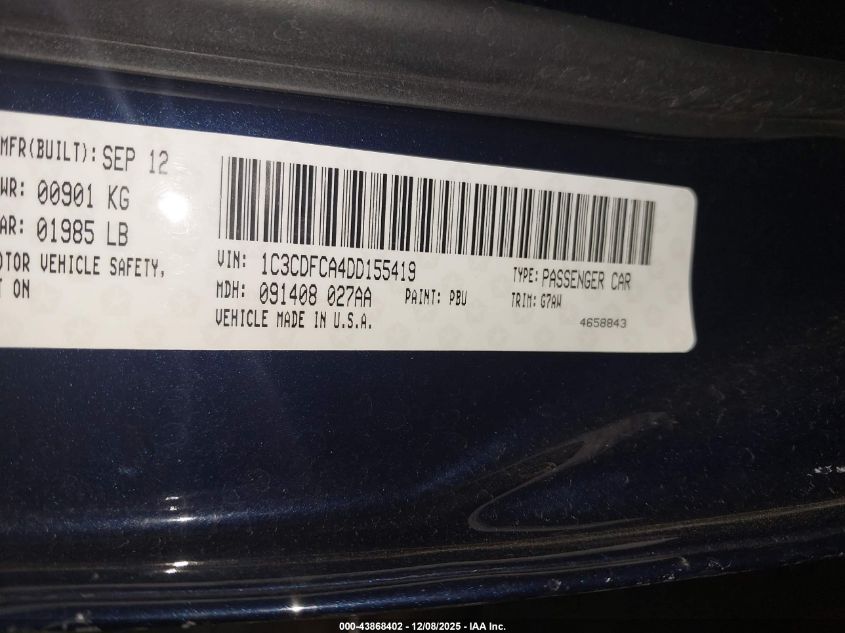 MFR(BUILT): SEP 12
WR: 00901 KG
AR: 01985 LB
OTOR VEHICLE SAFETY,
T ON
VIN: 1C3CDFCA4DD155419
TYPE: PASSENGER CAR
MDH: 091408 027AA PAINT: PBU TRIM: G7AW
VEHICLE MADE IN U.S.A.
4658843
000-43868402 - 12/08/2025 - IAA Inc.